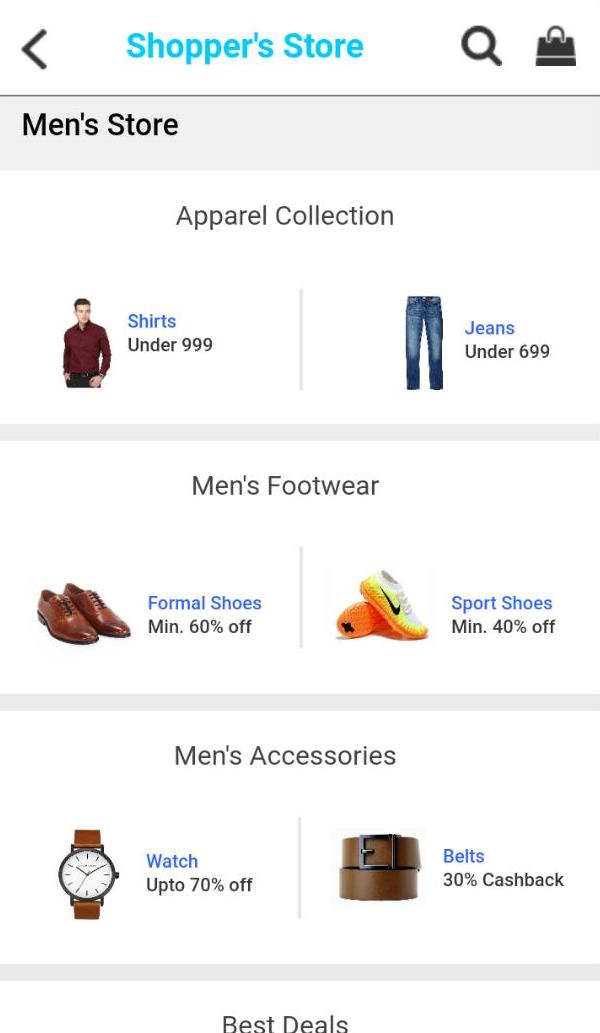 Shopper's Store
Men's Store
Apparel Collection
Shirts
Under 999
Jeans
Under 699
Men's Footwear
Formal Shoes
Min. 60% off
Sport Shoes
Min. 40% off
Men's Accessories
Watch
Upto 70% off
Belts
30% Cashback
Best Deals